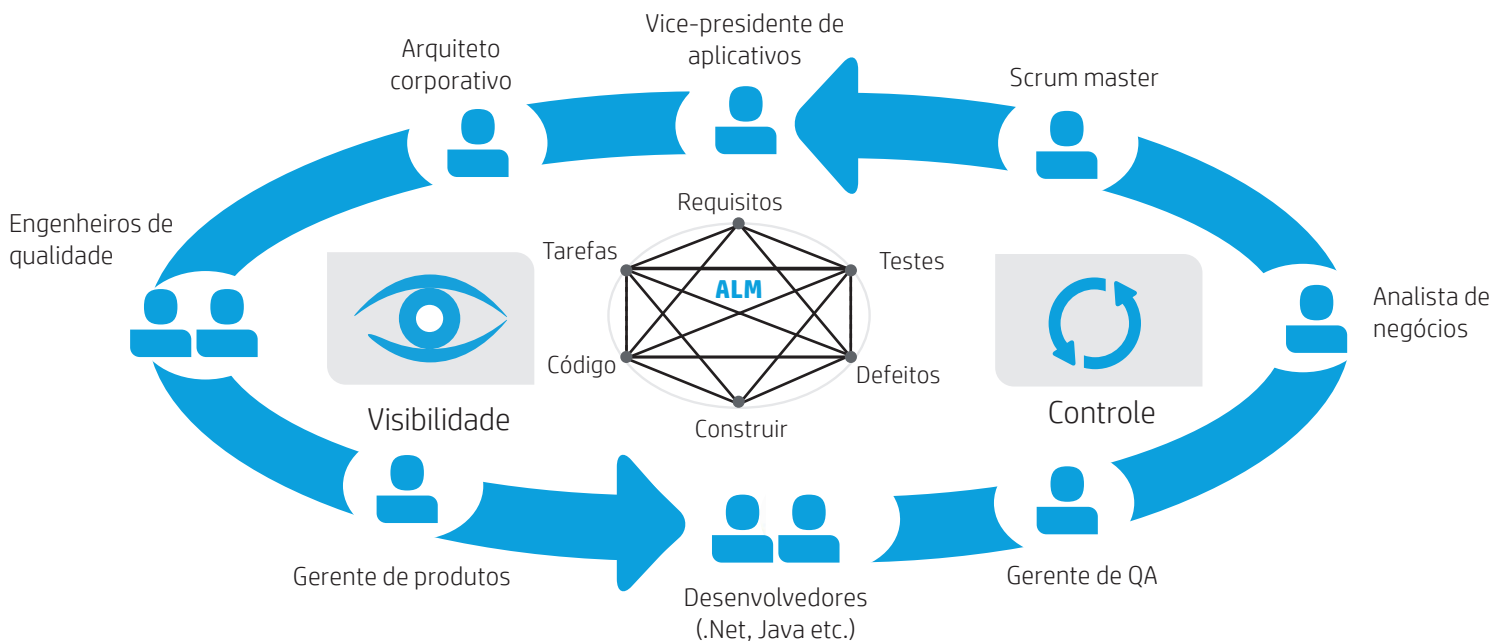 Vice-presidente de
aplicativos
Arquiteto
corporativo
Scrum master
Engenheiros de
qualidade
Requisitos
Tarefas
Testes
ALM
Analista de
negócios
Código
Defeitos
Construir
Visibilidade
Controle
Gerente de produtos
Desenvolvedores
(.Net, Java etc.)
Gerente de QA